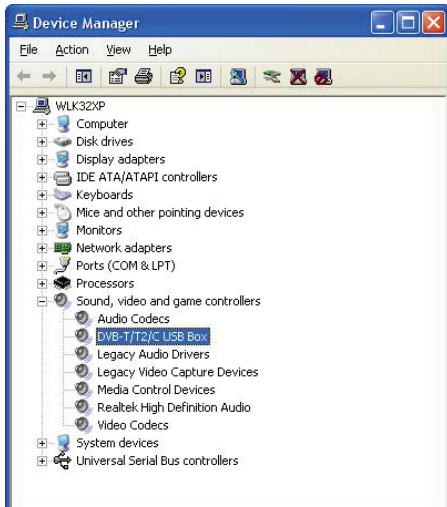 Device Manager
File Action View Help
WLK32XP
Computer
Disk drives
Display adapters
IDE ATA/ATAPI controllers
Keyboards
Mice and other pointing devices
Monitors
Network adapters
Ports (COM & LPT)
Processors
Sound, video and game controllers
Audio Codecs
DVB-T/T2/C USB Box
Legacy Audio Drivers
Legacy Video Capture Devices
Media Control Devices
Realtek High Definition Audio
Video Codecs
System devices
Universal Serial Bus controllers